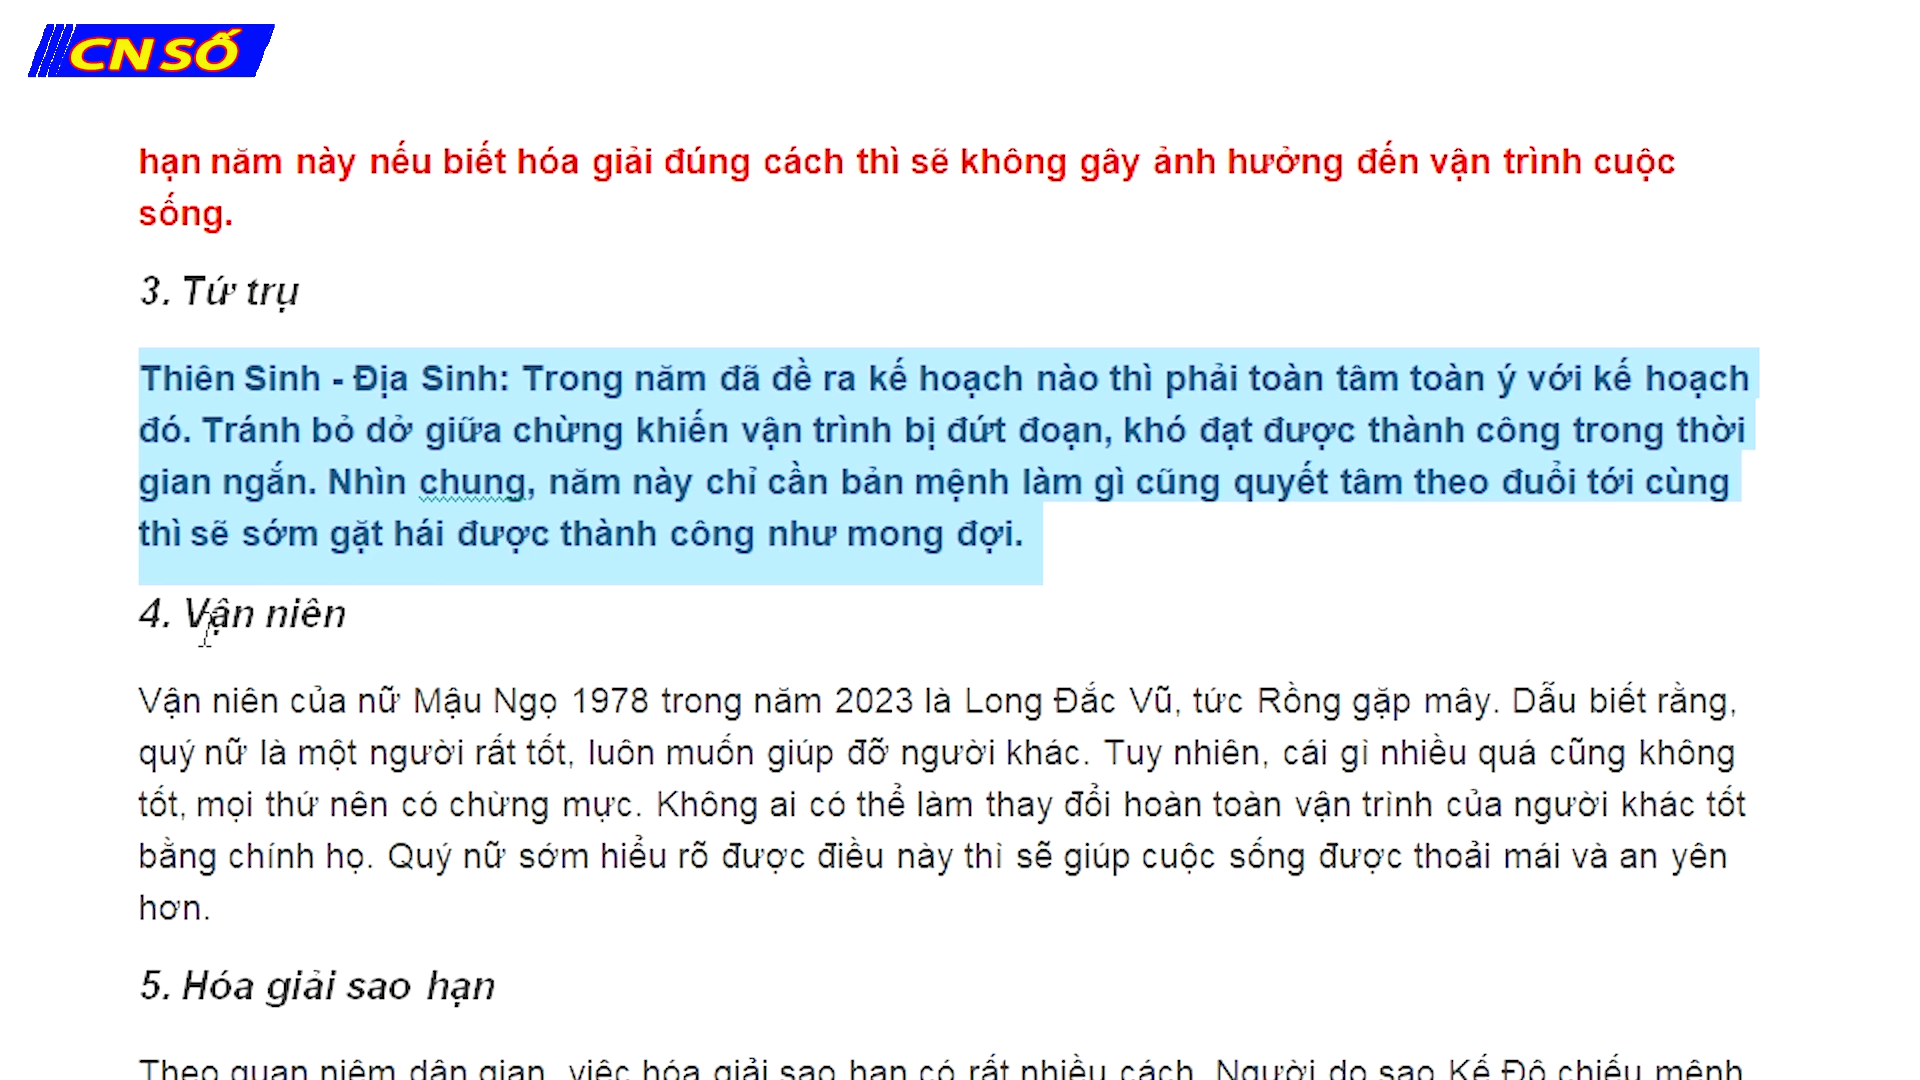 CN SỐ
hạn năm này nếu biết hóa giải đúng cách thì sẽ không gây ảnh hưởng đến vận trình cuộc
sống.
3. Tứ trụ
Thiên Sinh - Địa Sinh: Trong năm đã đề ra kế hoạch nào thì phải toàn tâm toàn ý với kế hoạch
đó. Tránh bỏ dở giữa chừng khiến vận trình bị đứt đoạn, khó đạt được thành công trong thời
gian ngắn. Nhìn chung, năm này chỉ cần bản mệnh làm gì cũng quyết tâm theo đuổi tới cùng
thì sẽ sớm gặt hái được thành công như mong đợi.
4. Vận niên
Vận niên của nữ Mậu Ngọ 1978 trong năm 2023 là Long Đắc Vũ, tức Rồng gặp mây. Dẫu biết rằng,
quý nữ là một người rất tốt, luôn muốn giúp đỡ người khác. Tuy nhiên, cái gì nhiều quá cũng không
tốt, mọi thứ nên có chừng mực. Không ai có thể làm thay đổi hoàn toàn vận trình của người khác tốt
bằng chính họ. Quý nữ sớm hiểu rõ được điều này thì sẽ giúp cuộc sống được thoải mái và an yên
hơn.
5. Hóa giải sao hạn
Theo quan niệm dân gian, việc hóa giải sao hạn có rất nhiều cách. Người do sao Kế Đô chiếu mệnh